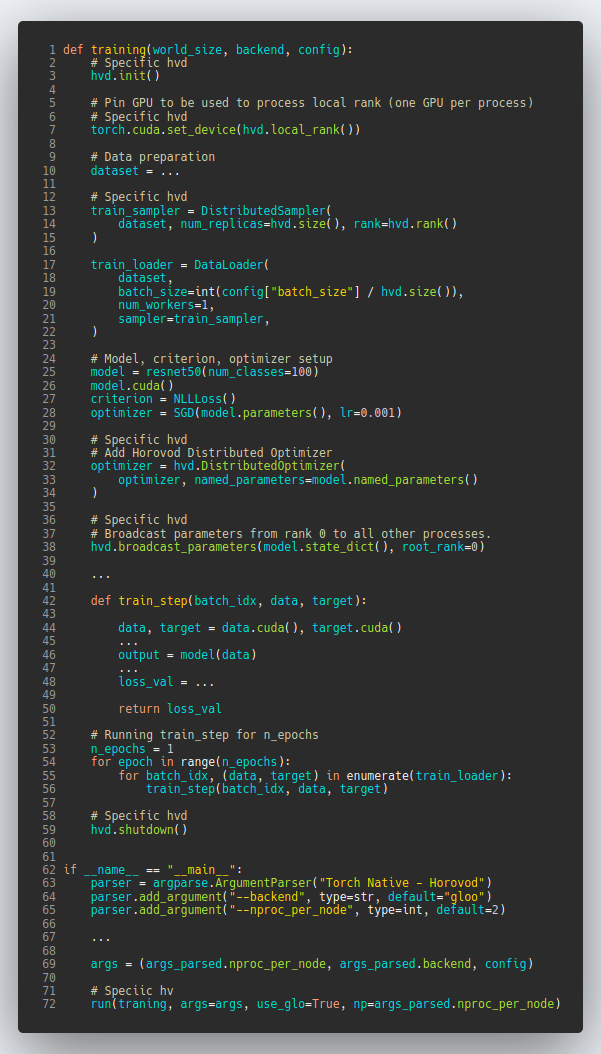 1 def training(world_size, backend, config):
2     # Specific hvd
3     hvd.init()
4
5     # Pin GPU to be used to process local rank (one GPU per process)
6     # Specific hvd
7     torch.cuda.set_device(hvd.local_rank())
8
9     # Data preparation
10     dataset = ...
11
12     # Specific hvd
13     train_sampler = DistributedSampler(
14         dataset, num_replicas=hvd.size(), rank=hvd.rank()
15     )
16
17     train_loader = DataLoader(
18         dataset,
19         batch_size=int(config["batch_size"] / hvd.size()),
20         num_workers=1,
21         sampler=train_sampler,
22     )
23
24     # Model, criterion, optimizer setup
25     model = resnet50(num_classes=100)
26     model.cuda()
27     criterion = NLLLoss()
28     optimizer = SGD(model.parameters(), lr=0.001)
29
30     # Specific hvd
31     # Add Horovod Distributed Optimizer
32     optimizer = hvd.DistributedOptimizer(
33         optimizer, named_parameters=model.named_parameters()
34     )
35
36     # Specific hvd
37     # Broadcast parameters from rank 0 to all other processes.
38     hvd.broadcast_parameters(model.state_dict(), root_rank=0)
39
40     ...
41
42     def train_step(batch_idx, data, target):
43
44         data, target = data.cuda(), target.cuda()
45         ...
46         output = model(data)
47         ...
48         loss_val = ...
49
50         return loss_val
51
52     # Running train_step for n_epochs
53     n_epochs = 1
54     for epoch in range(n_epochs):
55         for batch_idx, (data, target) in enumerate(train_loader):
56             train_step(batch_idx, data, target)
57
58     # Specific hvd
59     hvd.shutdown()
60
61
62 if __name__ == "__main__":
63     parser = argparse.ArgumentParser("Torch Native - Horovod")
64     parser.add_argument("--backend", type=str, default="gloo")
65     parser.add_argument("--nproc_per_node", type=int, default=2)
66
67     ...
68
69     args = (args_parsed.nproc_per_node, args_parsed.backend, config)
70
71     # Speciic hv
72     run(traning, args=args, use_glo=True, np=args_parsed.nproc_per_node)